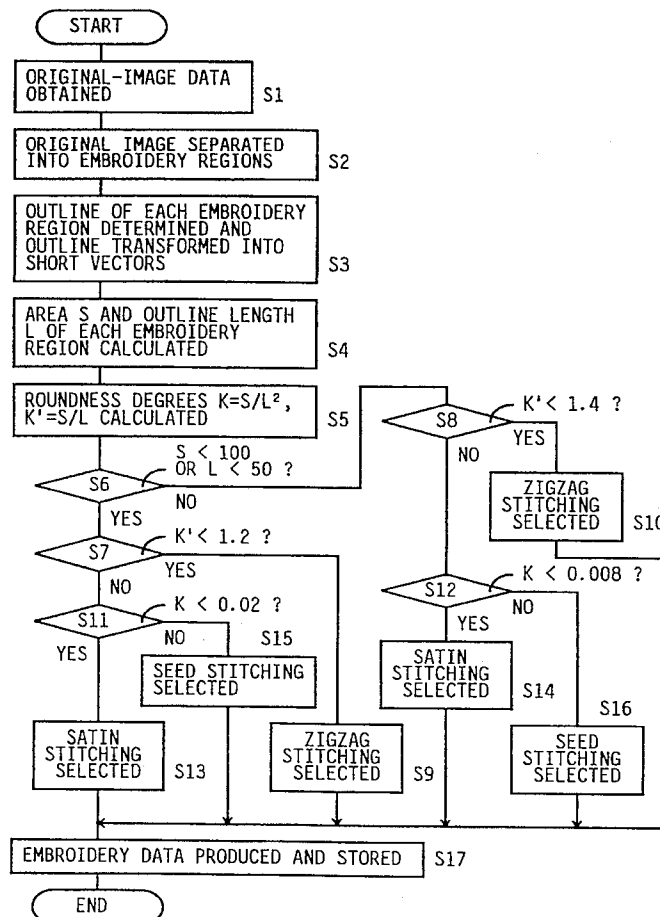 START
ORIGINAL-IMAGE DATA
OBTAINED
S1
ORIGINAL IMAGE SEPARATED
INTO EMBROIDERY REGIONS
S2
OUTLINE OF EACH EMBROIDERY
REGION DETERMINED AND
OUTLINE TRANSFORMED INTO
SHORT VECTORS
S3
AREA S AND OUTLINE LENGTH
L OF EACH EMBROIDERY
REGION CALCULATED
S4
ROUNDNESS DEGREES K=S/L²,
K'=S/L CALCULATED
S5
S6
S < 100
OR L < 50 ?
NO
YES
S7
K' < 1.2 ?
YES
NO
S11
K < 0.02 ?
NO
YES
S15
SEED STITCHING
SELECTED
SATIN
STITCHING
SELECTED
S13
ZIGZAG
STITCHING
SELECTED
S9
S8
K' < 1.4 ?
YES
NO
ZIGZAG
STITCHING
SELECTED
S10
S12
K < 0.008 ?
NO
YES
SATIN
STITCHING
SELECTED
S14
S16
SEED
STITCHING
SELECTED
EMBROIDERY DATA PRODUCED AND STORED
S17
END